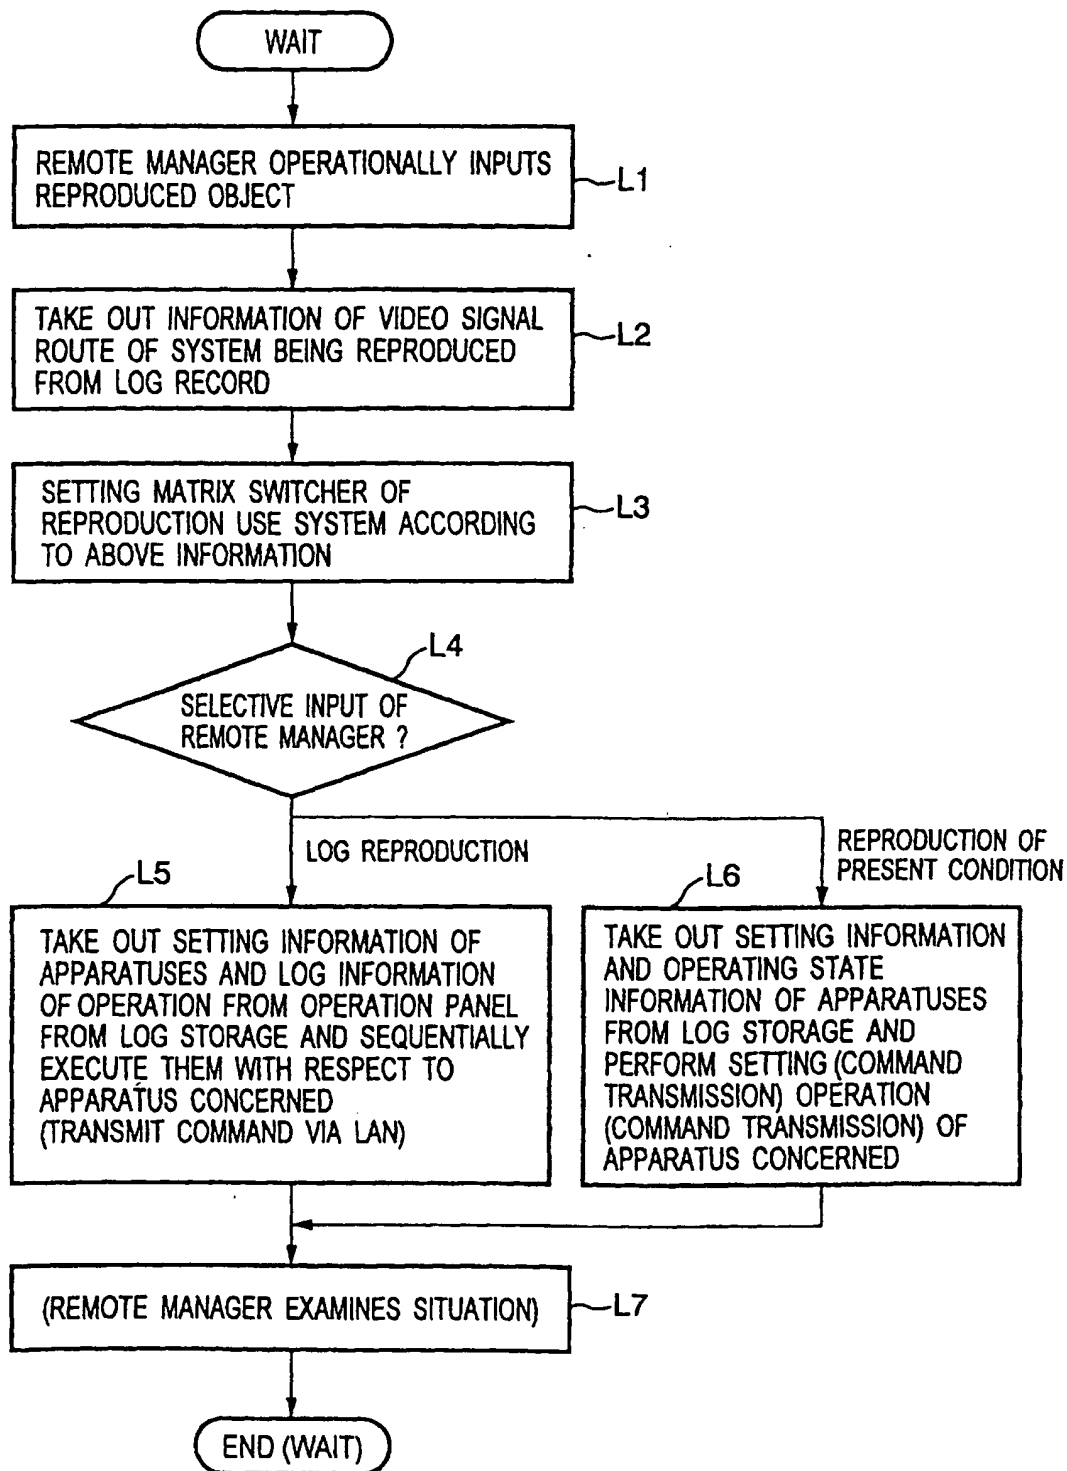 WAIT
REMOTE MANAGER OPERATIONALLY INPUTS
REPRODUCED OBJECT
L1
TAKE OUT INFORMATION OF VIDEO SIGNAL
ROUTE OF SYSTEM BEING REPRODUCED
FROM LOG RECORD
L2
SETTING MATRIX SWITCHER OF
REPRODUCTION USE SYSTEM ACCORDING
TO ABOVE INFORMATION
L3
L4
SELECTIVE INPUT OF
REMOTE MANAGER ?
LOG REPRODUCTION
REPRODUCTION OF
PRESENT CONDITION
L5
TAKE OUT SETTING INFORMATION OF
APPARATUSES AND LOG INFORMATION
OF OPERATION FROM OPERATION PANEL
FROM LOG STORAGE AND SEQUENTIALLY
EXECUTE THEM WITH RESPECT TO
APPARATUS CONCERNED
(TRANSMIT COMMAND VIA LAN)
L6
TAKE OUT SETTING INFORMATION
AND OPERATING STATE
INFORMATION OF APPARATUSES
FROM LOG STORAGE AND
PERFORM SETTING (COMMAND
TRANSMISSION) OPERATION
(COMMAND TRANSMISSION) OF
APPARATUS CONCERNED
(REMOTE MANAGER EXAMINES SITUATION)
L7
END (WAIT)